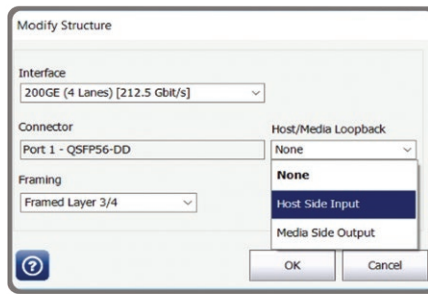 Modify Structure
Interface
200GE (4 Lanes) [212.5 Gbit/s]
Connector
Host/Media Loopback
Port 1 - QSFP56-DD
None
Framing
None
Framed Layer 3/4
Host Side Input
Media Side Output
?
OK
Cancel